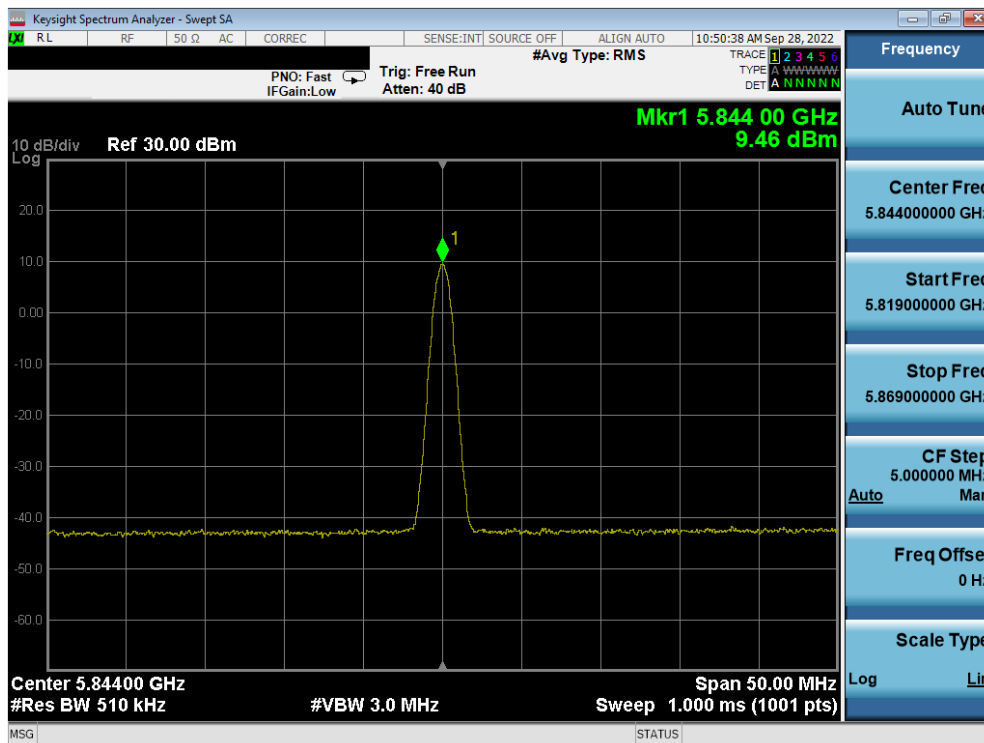 Keysight Spectrum Analyzer - Swept SA
LXI RL RF 50 Ω AC CORREC SENSE:INT SOURCE OFF ALIGN AUTO 10:50:38 AM Sep 28, 2022
#Avg Type: RMS
TRACE 1 2 3 4 5 6
PNO: Fast
Trig: Free Run
TYPE A WWWWW
IFGain:Low
Atten: 40 dB
DET A N N N N N
Mkr1 5.844 00 GHz
9.46 dBm
10 dB/div
Log
Ref 30.00 dBm
20.0
10.0
0.00
-10.0
-20.0
-30.0
-40.0
-50.0
-60.0
1
Center 5.84400 GHz
Span 50.00 MHz
#Res BW 510 kHz
#VBW 3.0 MHz
Sweep 1.000 ms (1001 pts)
MSG
STATUS
Frequency
Auto Tune
Center Freq
5.844000000 GHz
Start Freq
5.819000000 GHz
Stop Freq
5.869000000 GHz
CF Step
5.000000 MHz
Auto Man
Freq Offset
0 Hz
Scale Type
Log Lin